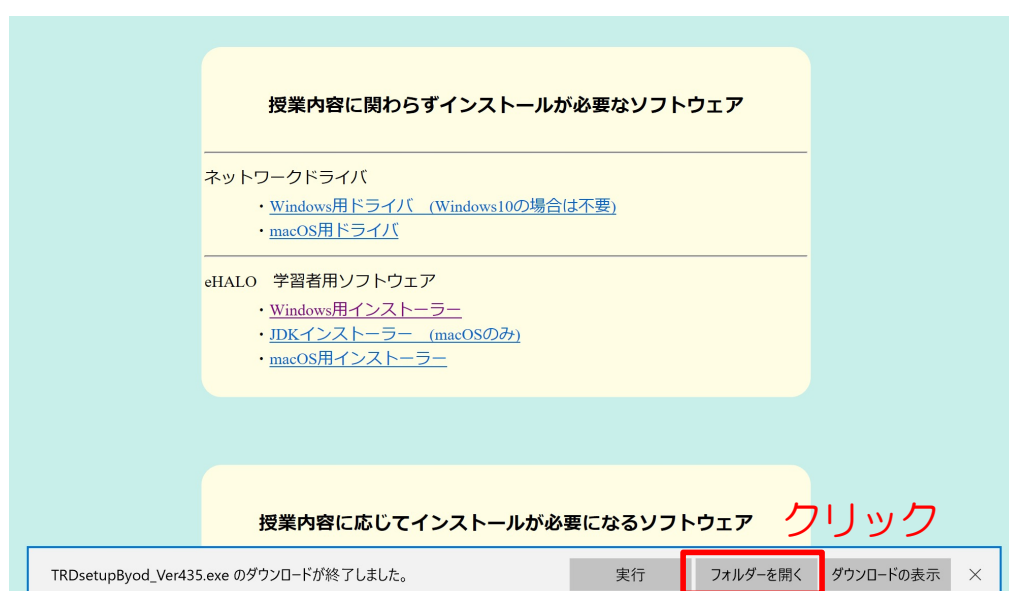 授業内容に関わらずインストールが必要なソフトウェア
ネットワークドライバ
・Windows用ドライバ　(Windows10の場合は不要)
・macOS用ドライバ
eHALO　学習者用ソフトウェア
・Windows用インストーラー
・JDKインストーラー　(macOSのみ)
・macOS用インストーラー
授業内容に応じてインストールが必要になるソフトウェア
クリック
TRDsetupByod_Ver435.exe のダウンロードが終了しました。 実行 フォルダーを開く ダウンロードの表示 ×